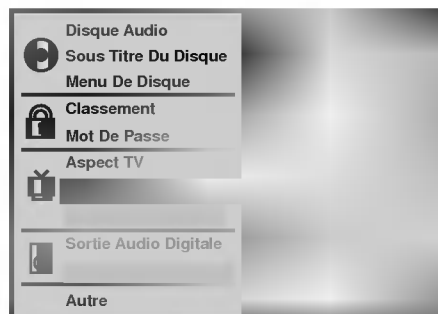 Disque Audio
Sous Titre Du Disque
Menu De Disque
Classement
Mot De Passe
Aspect TV
Sortie Audio Digitale
Autre